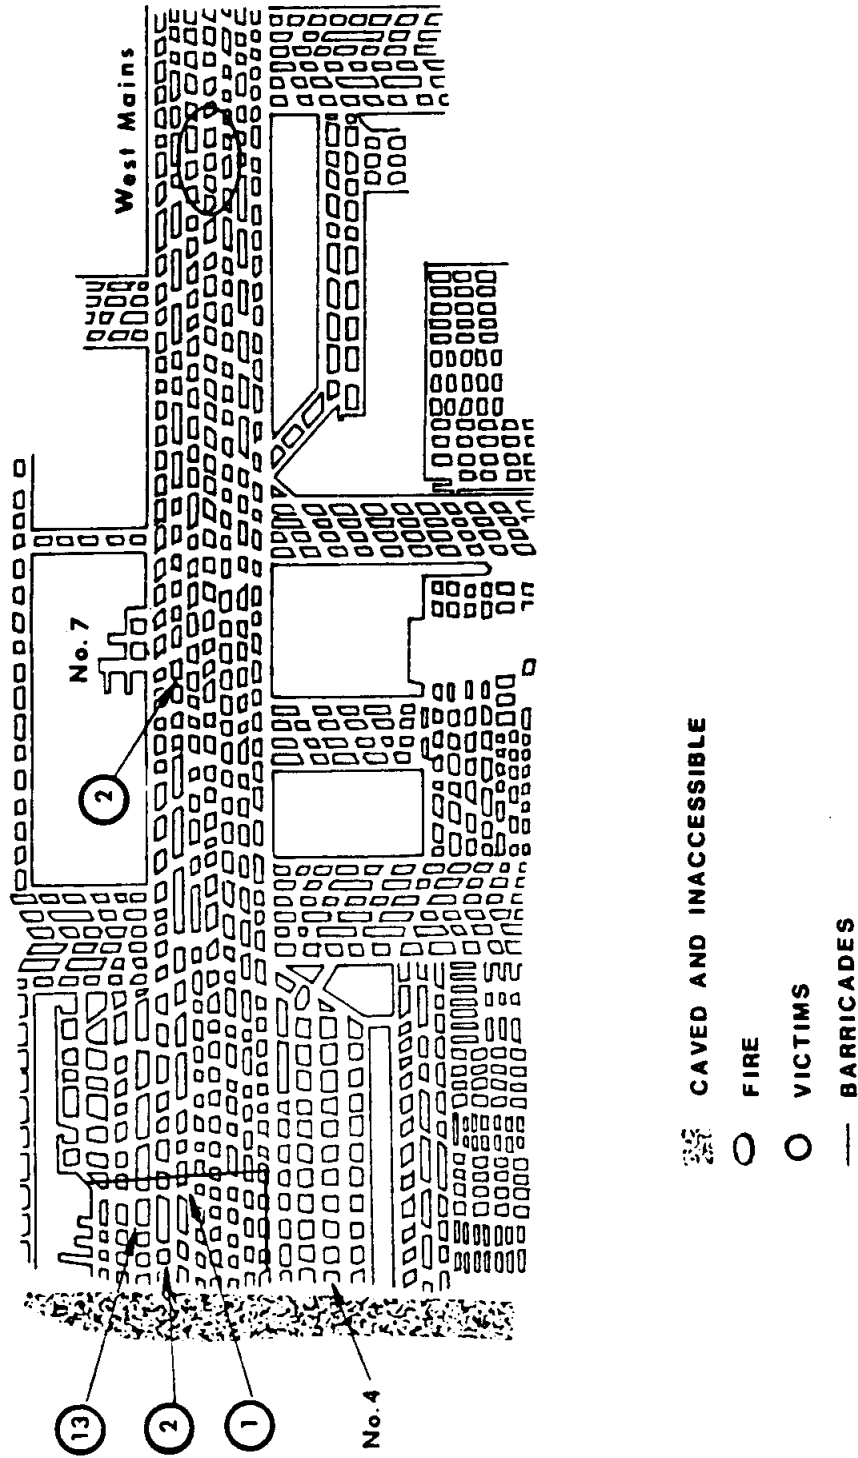 West Mains
No. 7
2
13
2
1
No. 4
CAVED AND INACCESSIBLE
FIRE
VICTIMS
BARRICADES